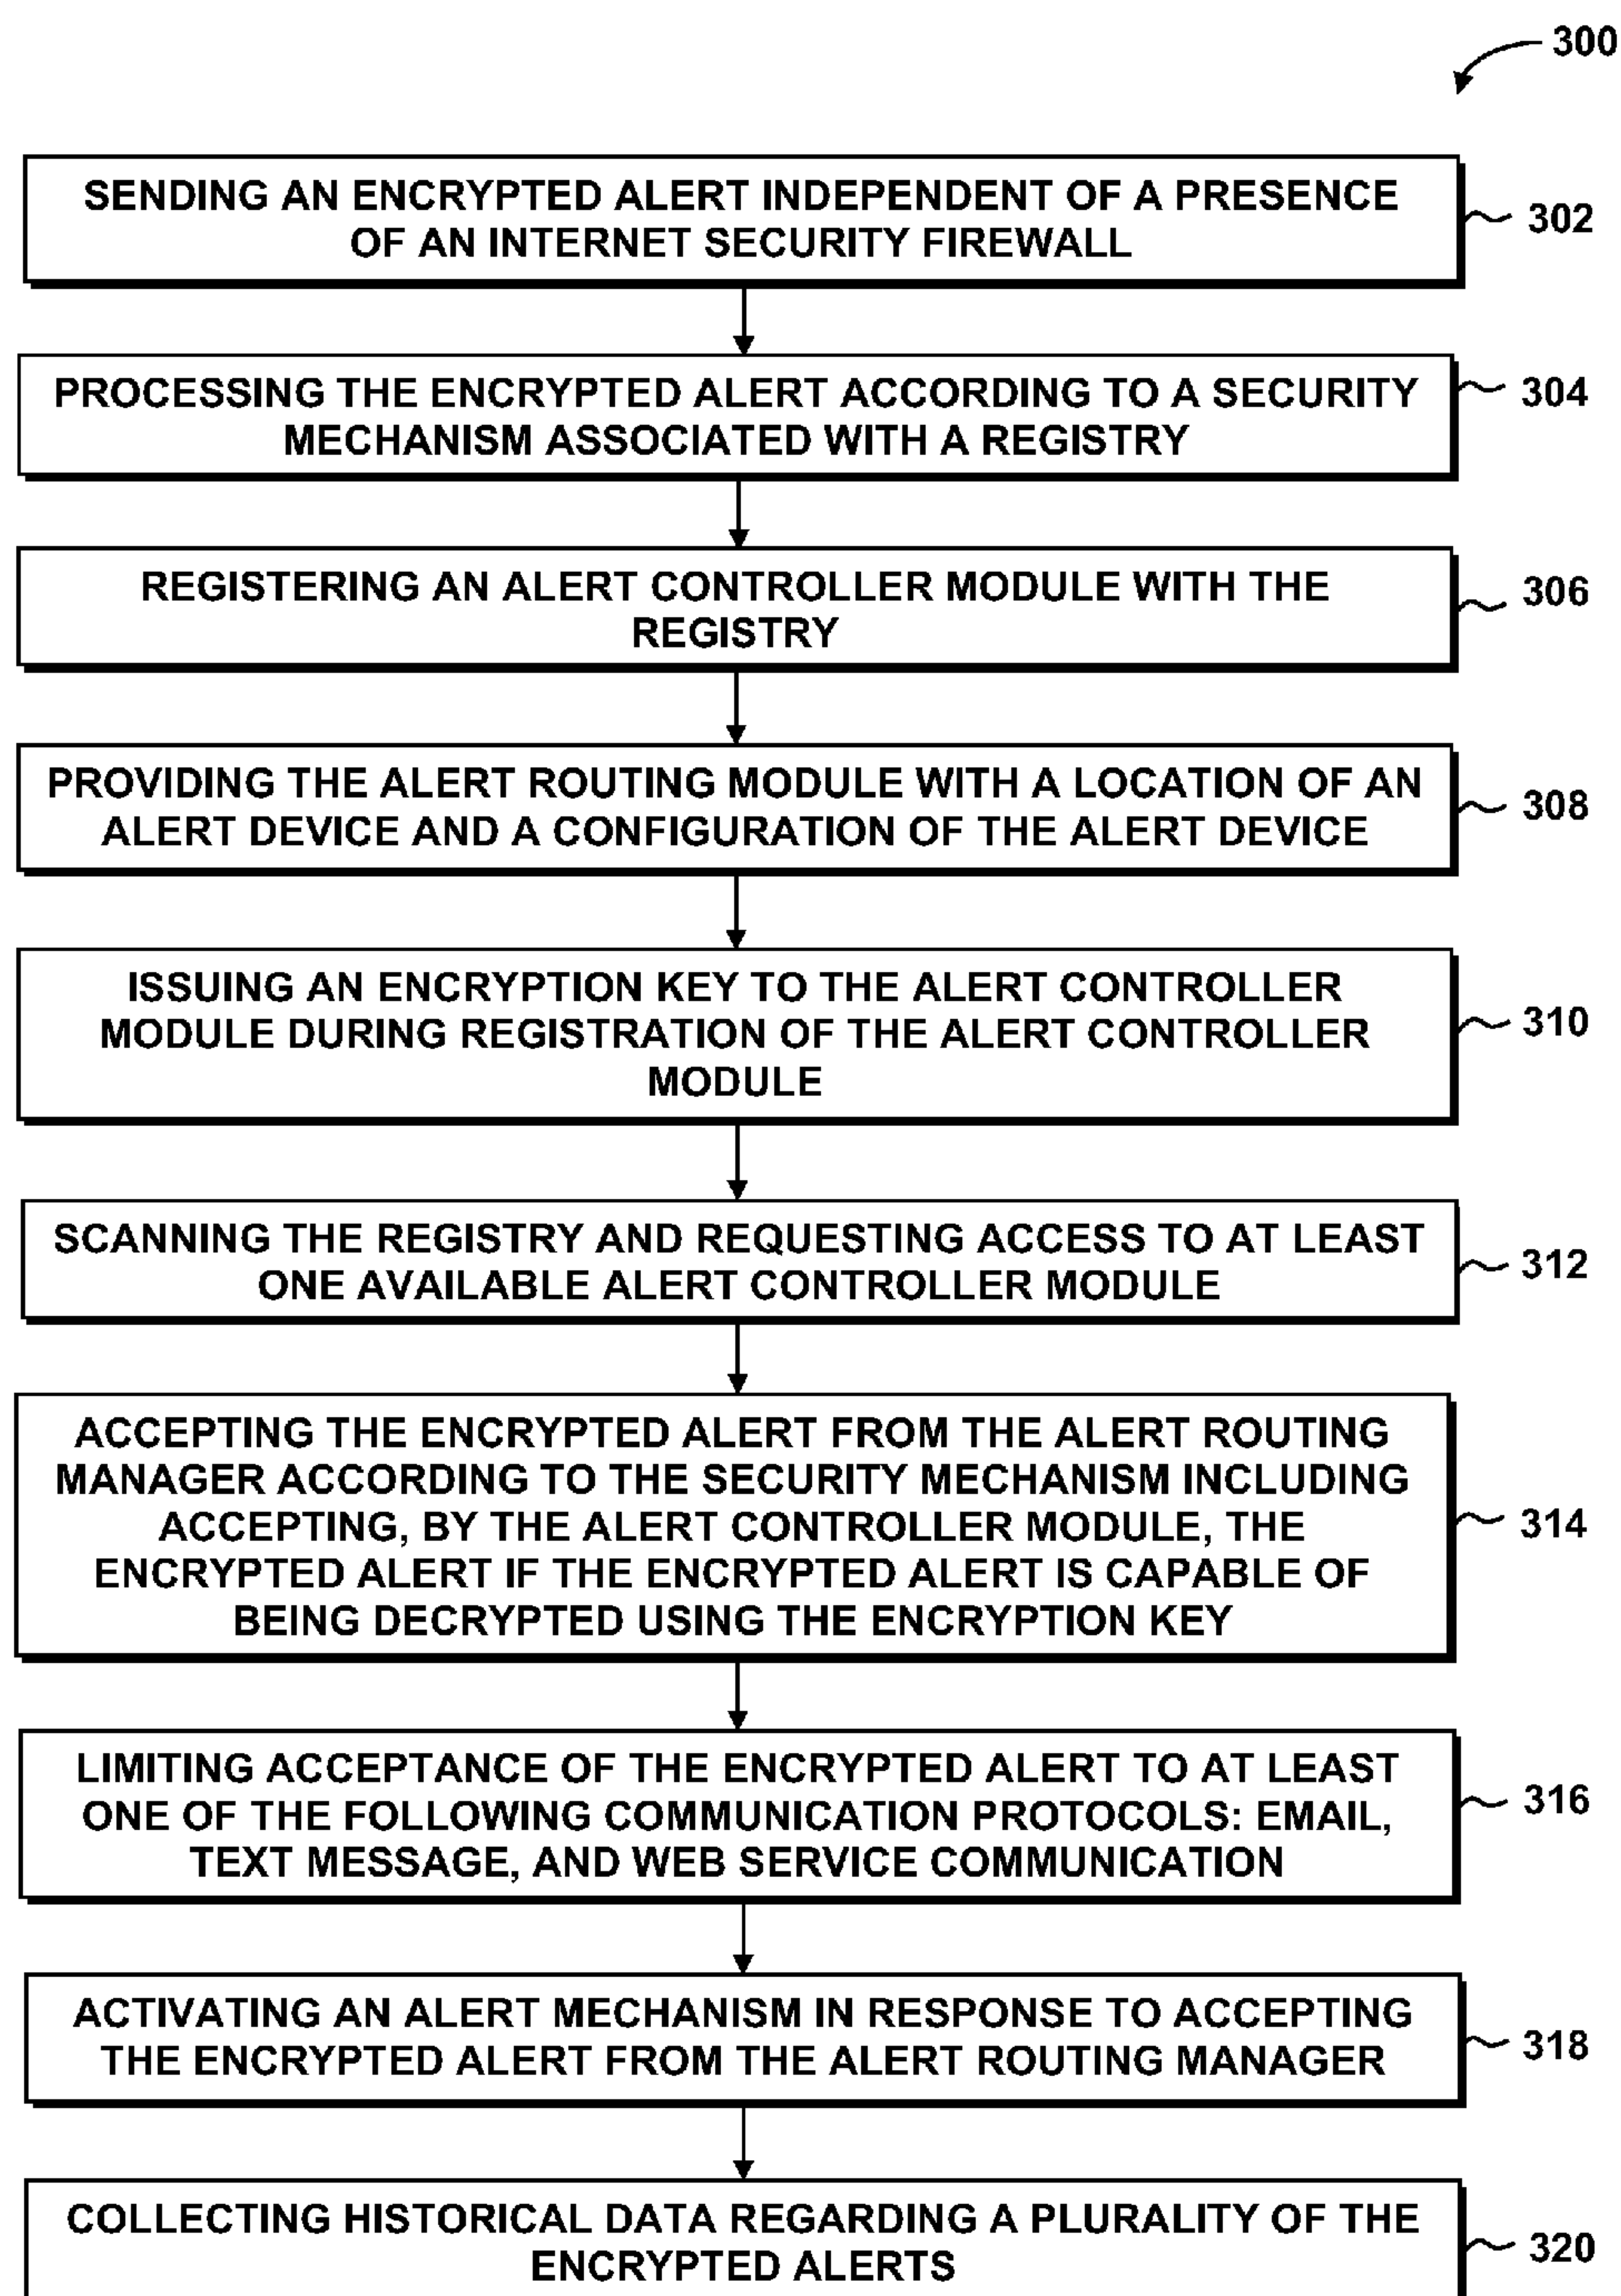 300
SENDING AN ENCRYPTED ALERT INDEPENDENT OF A PRESENCE
OF AN INTERNET SECURITY FIREWALL
302
PROCESSING THE ENCRYPTED ALERT ACCORDING TO A SECURITY
MECHANISM ASSOCIATED WITH A REGISTRY
304
REGISTERING AN ALERT CONTROLLER MODULE WITH THE
REGISTRY
306
PROVIDING THE ALERT ROUTING MODULE WITH A LOCATION OF AN
ALERT DEVICE AND A CONFIGURATION OF THE ALERT DEVICE
308
ISSUING AN ENCRYPTION KEY TO THE ALERT CONTROLLER
MODULE DURING REGISTRATION OF THE ALERT CONTROLLER
MODULE
310
SCANNING THE REGISTRY AND REQUESTING ACCESS TO AT LEAST
ONE AVAILABLE ALERT CONTROLLER MODULE
312
ACCEPTING THE ENCRYPTED ALERT FROM THE ALERT ROUTING
MANAGER ACCORDING TO THE SECURITY MECHANISM INCLUDING
ACCEPTING, BY THE ALERT CONTROLLER MODULE, THE
ENCRYPTED ALERT IF THE ENCRYPTED ALERT IS CAPABLE OF
BEING DECRYPTED USING THE ENCRYPTION KEY
314
LIMITING ACCEPTANCE OF THE ENCRYPTED ALERT TO AT LEAST
ONE OF THE FOLLOWING COMMUNICATION PROTOCOLS: EMAIL,
TEXT MESSAGE, AND WEB SERVICE COMMUNICATION
316
ACTIVATING AN ALERT MECHANISM IN RESPONSE TO ACCEPTING
THE ENCRYPTED ALERT FROM THE ALERT ROUTING MANAGER
318
COLLECTING HISTORICAL DATA REGARDING A PLURALITY OF THE
ENCRYPTED ALERTS
320